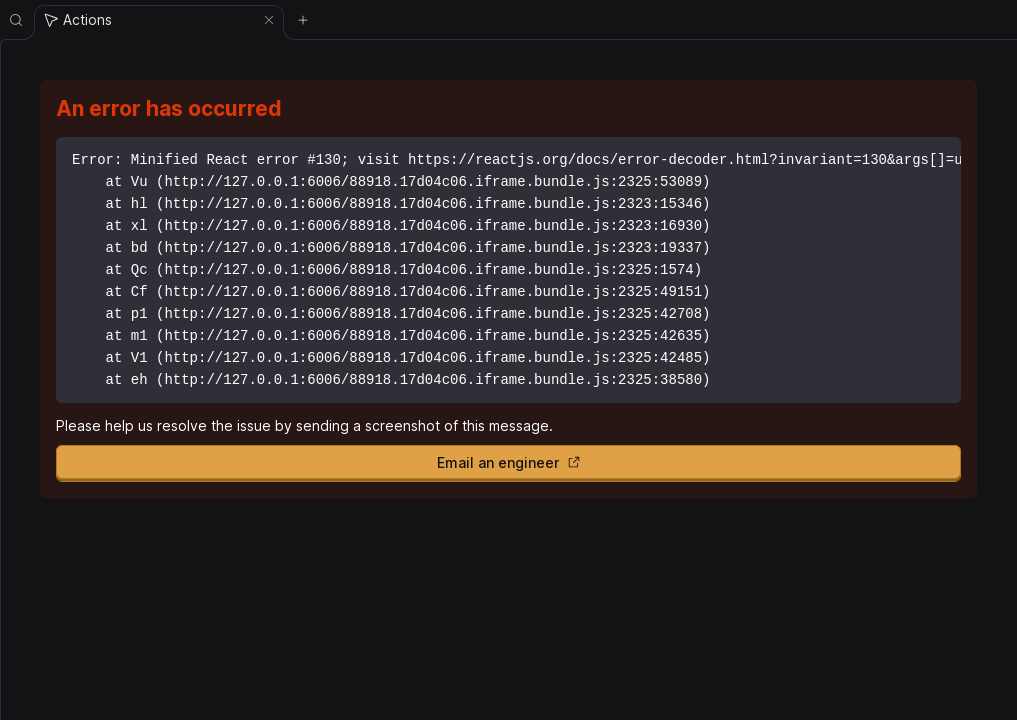 Actions
An error has occurred
Error: Minified React error #130; visit https://reactjs.org/docs/error-decoder.html?invariant=130&args[]=u
at Vu (http://127.0.0.1:6006/88918.17d04c06.iframe.bundle.js:2325:53089)
at hl (http://127.0.0.1:6006/88918.17d04c06.iframe.bundle.js:2323:15346)
at xl (http://127.0.0.1:6006/88918.17d04c06.iframe.bundle.js:2323:16930)
at bd (http://127.0.0.1:6006/88918.17d04c06.iframe.bundle.js:2323:19337)
at Qc (http://127.0.0.1:6006/88918.17d04c06.iframe.bundle.js:2325:1574)
at Cf (http://127.0.0.1:6006/88918.17d04c06.iframe.bundle.js:2325:49151)
at p1 (http://127.0.0.1:6006/88918.17d04c06.iframe.bundle.js:2325:42708)
at m1 (http://127.0.0.1:6006/88918.17d04c06.iframe.bundle.js:2325:42635)
at V1 (http://127.0.0.1:6006/88918.17d04c06.iframe.bundle.js:2325:42485)
at eh (http://127.0.0.1:6006/88918.17d04c06.iframe.bundle.js:2325:38580)
Please help us resolve the issue by sending a screenshot of this message.
Email an engineer